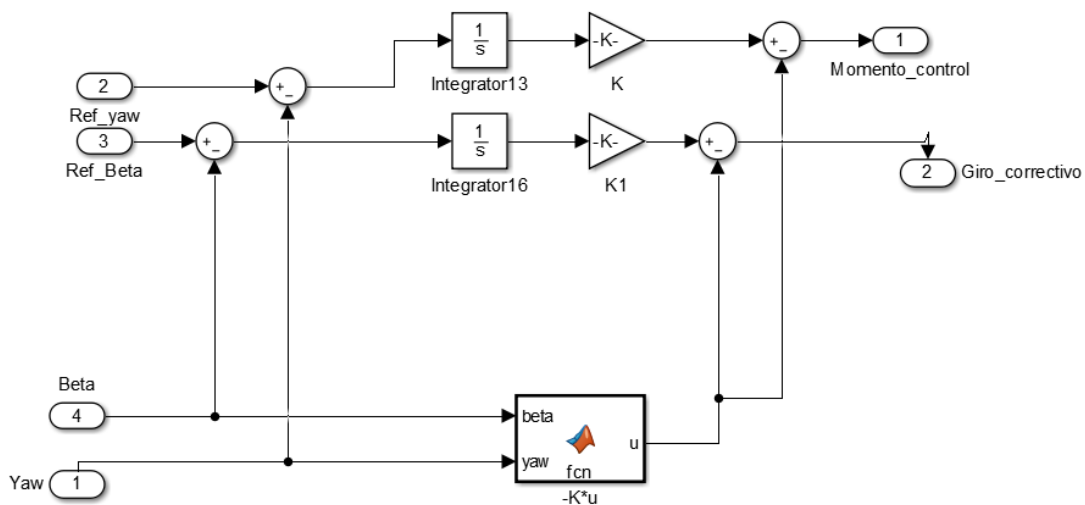 1
s
-K-
+
−
1
Integrator13
K
Momento_control
2
+
−
Ref_yaw
3
+
−
1
s
-K-
+
−
Ref_Beta
Integrator16
K1
2
Giro_correctivo
Beta
4
beta
u
Yaw
1
yaw
fcn
-K*u